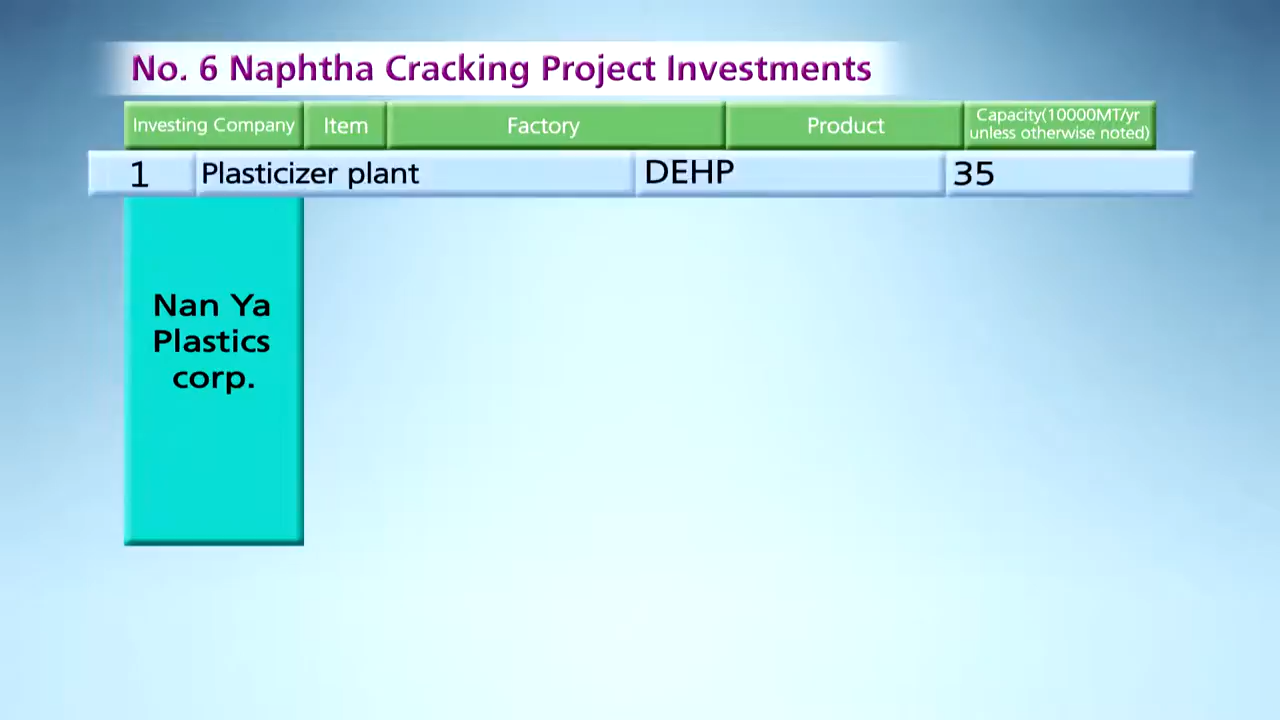 No. 6 Naphtha Cracking Project Investments
Investing Company Item Factory Product Capacity(10000MT/yr
unless otherwise noted)
1 Plasticizer plant DEHP 35
Nan Ya
Plastics
corp.